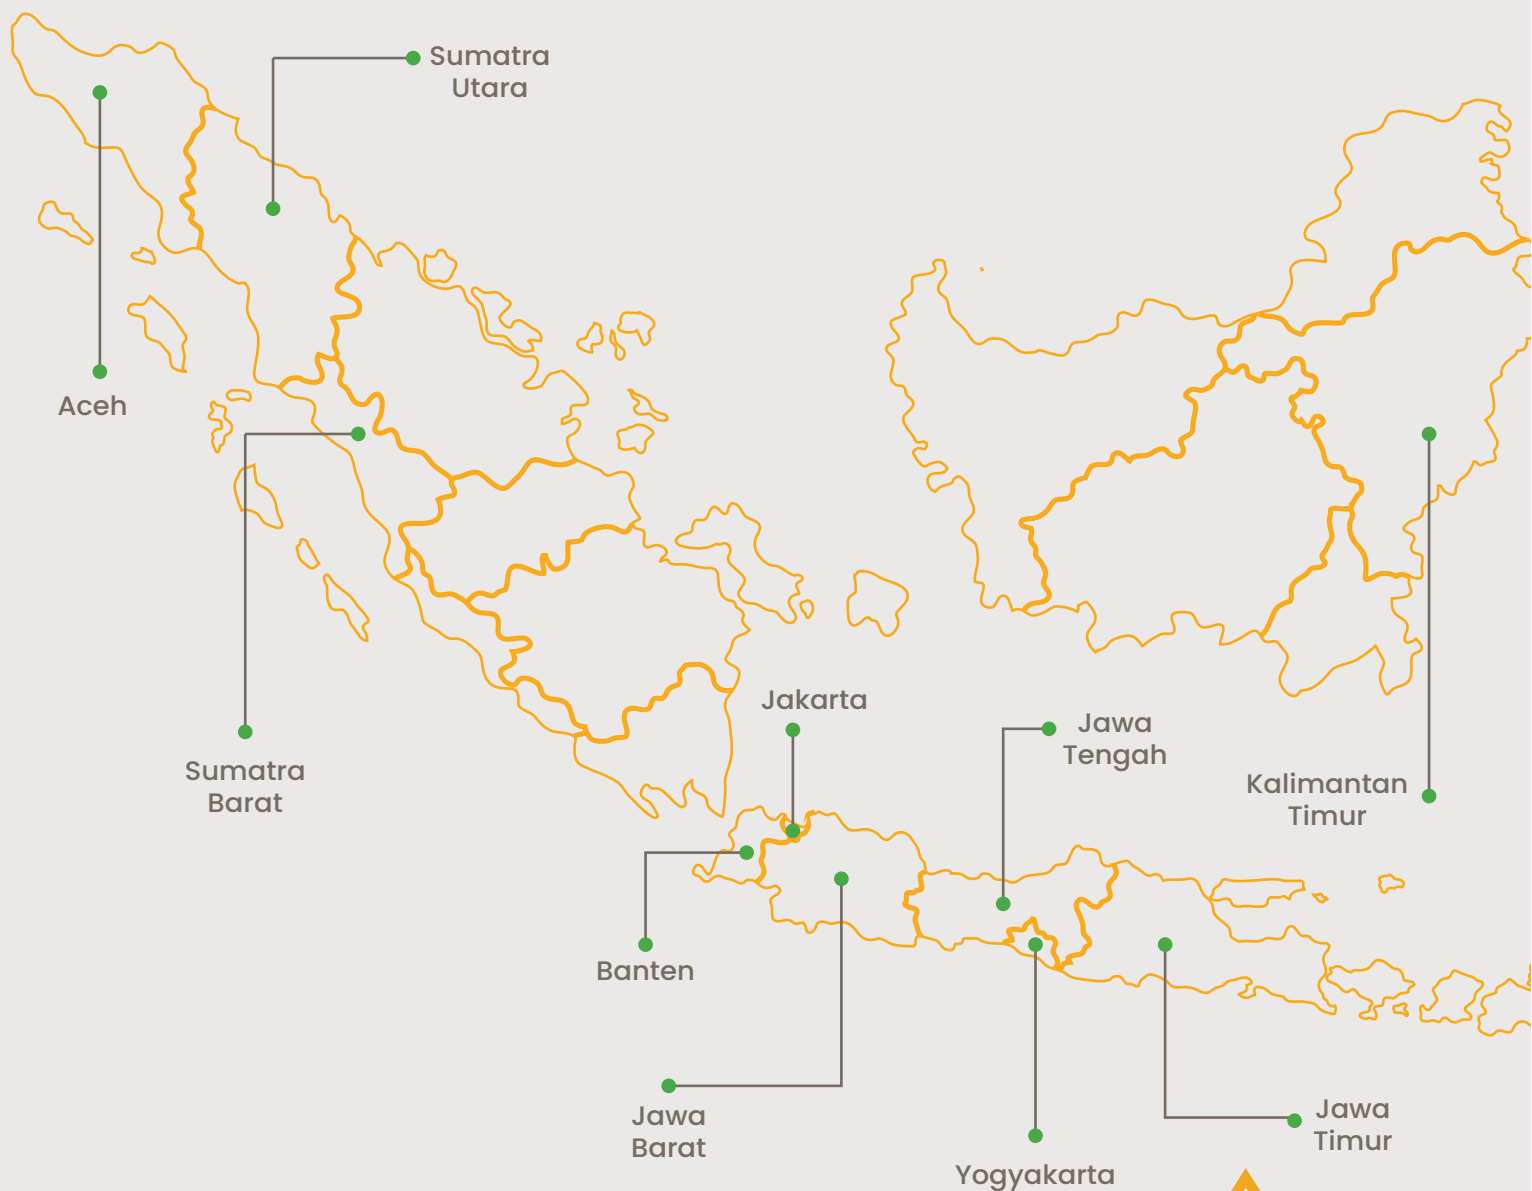 Sumatra
Utara
Aceh
Sumatra
Barat
Jakarta
Jawa
Tengah
Kalimantan
Timur
Banten
Jawa
Barat
Jawa
Timur
Yogyakarta